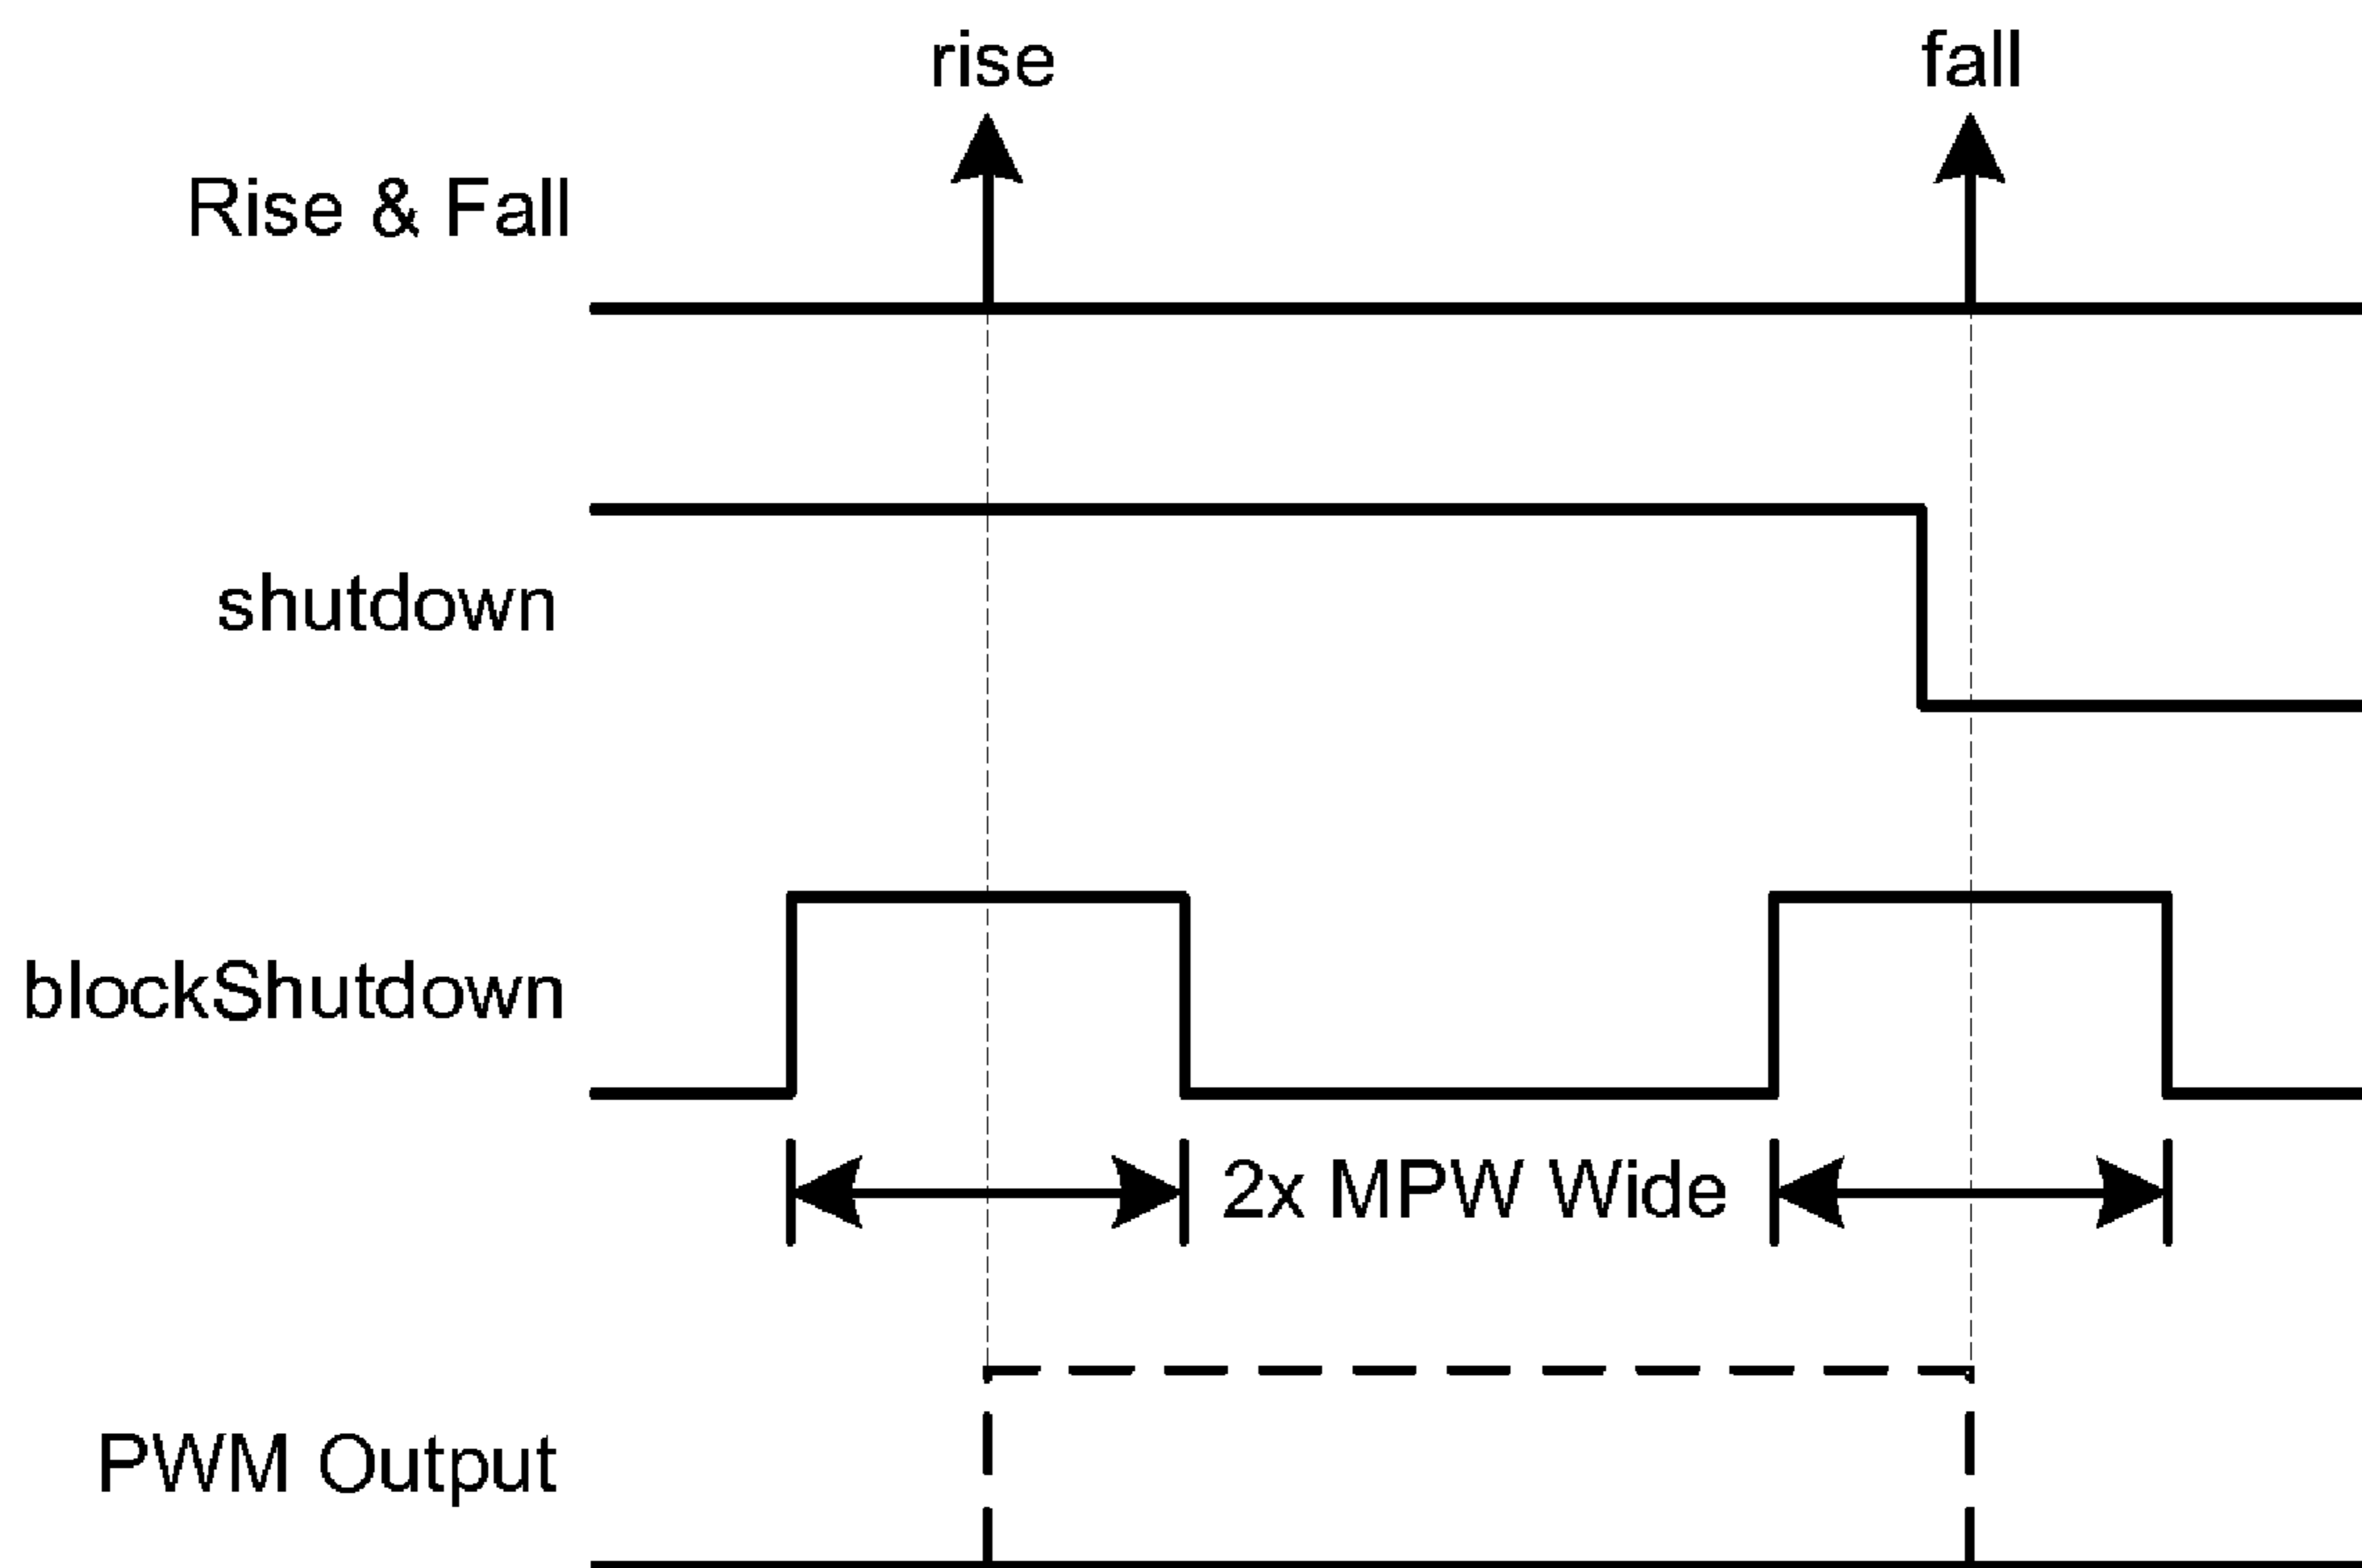 rise
fall
Rise & Fall
shutdown
blockShutdown
2x MPW Wide
PWM Output